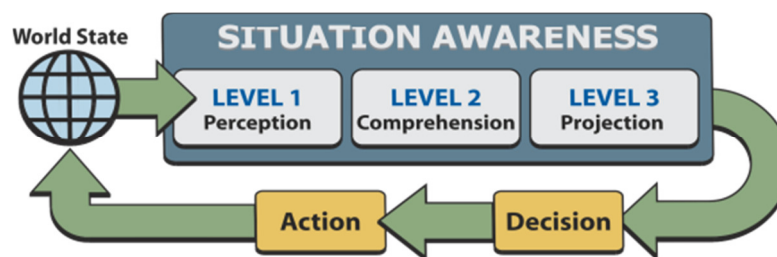 World State
SITUATION AWARENESS
LEVEL 1
Perception
LEVEL 2
Comprehension
LEVEL 3
Projection
Action
Decision